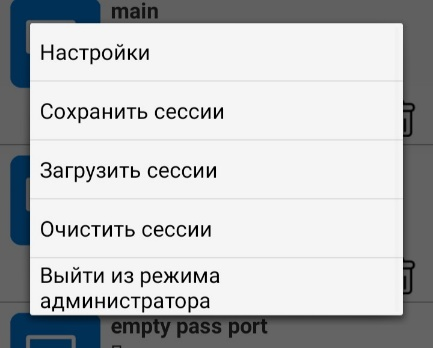 main
Настройки
Сохранить сессии
Загрузить сессии
Очистить сессии
Выйти из режима
администратора
empty pass port